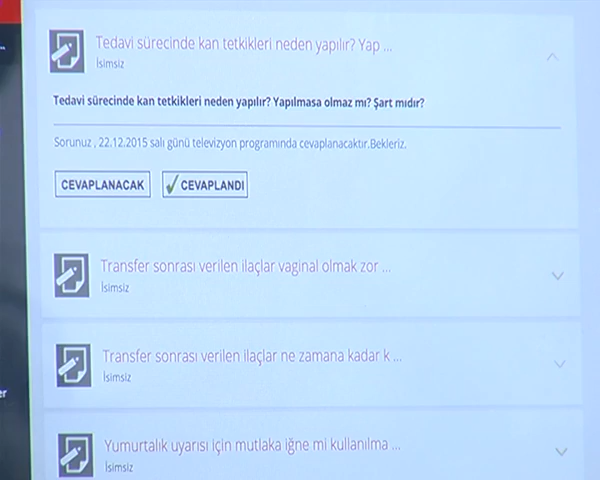 Tedavi sürecinde kan tetkikleri neden yapılır? Yap ...
İsimsiz
Tedavi sürecinde kan tetkikleri neden yapılır? Yapılmasa olmaz mı? Şart mıdır?
Sorunuz , 22.12.2015 salı günü televizyon programında cevaplanacaktır.Bekleriz.
CEVAPLANACAK CEVAPLANDI
Transfer sonrası verilen ilaçlar vaginal olmak zor ...
İsimsiz
Transfer sonrası verilen ilaçlar ne zamana kadar k ...
İsimsiz
er
Yumurtalık uyarısı için mutlaka iğne mi kullanılma ...
İsimsiz